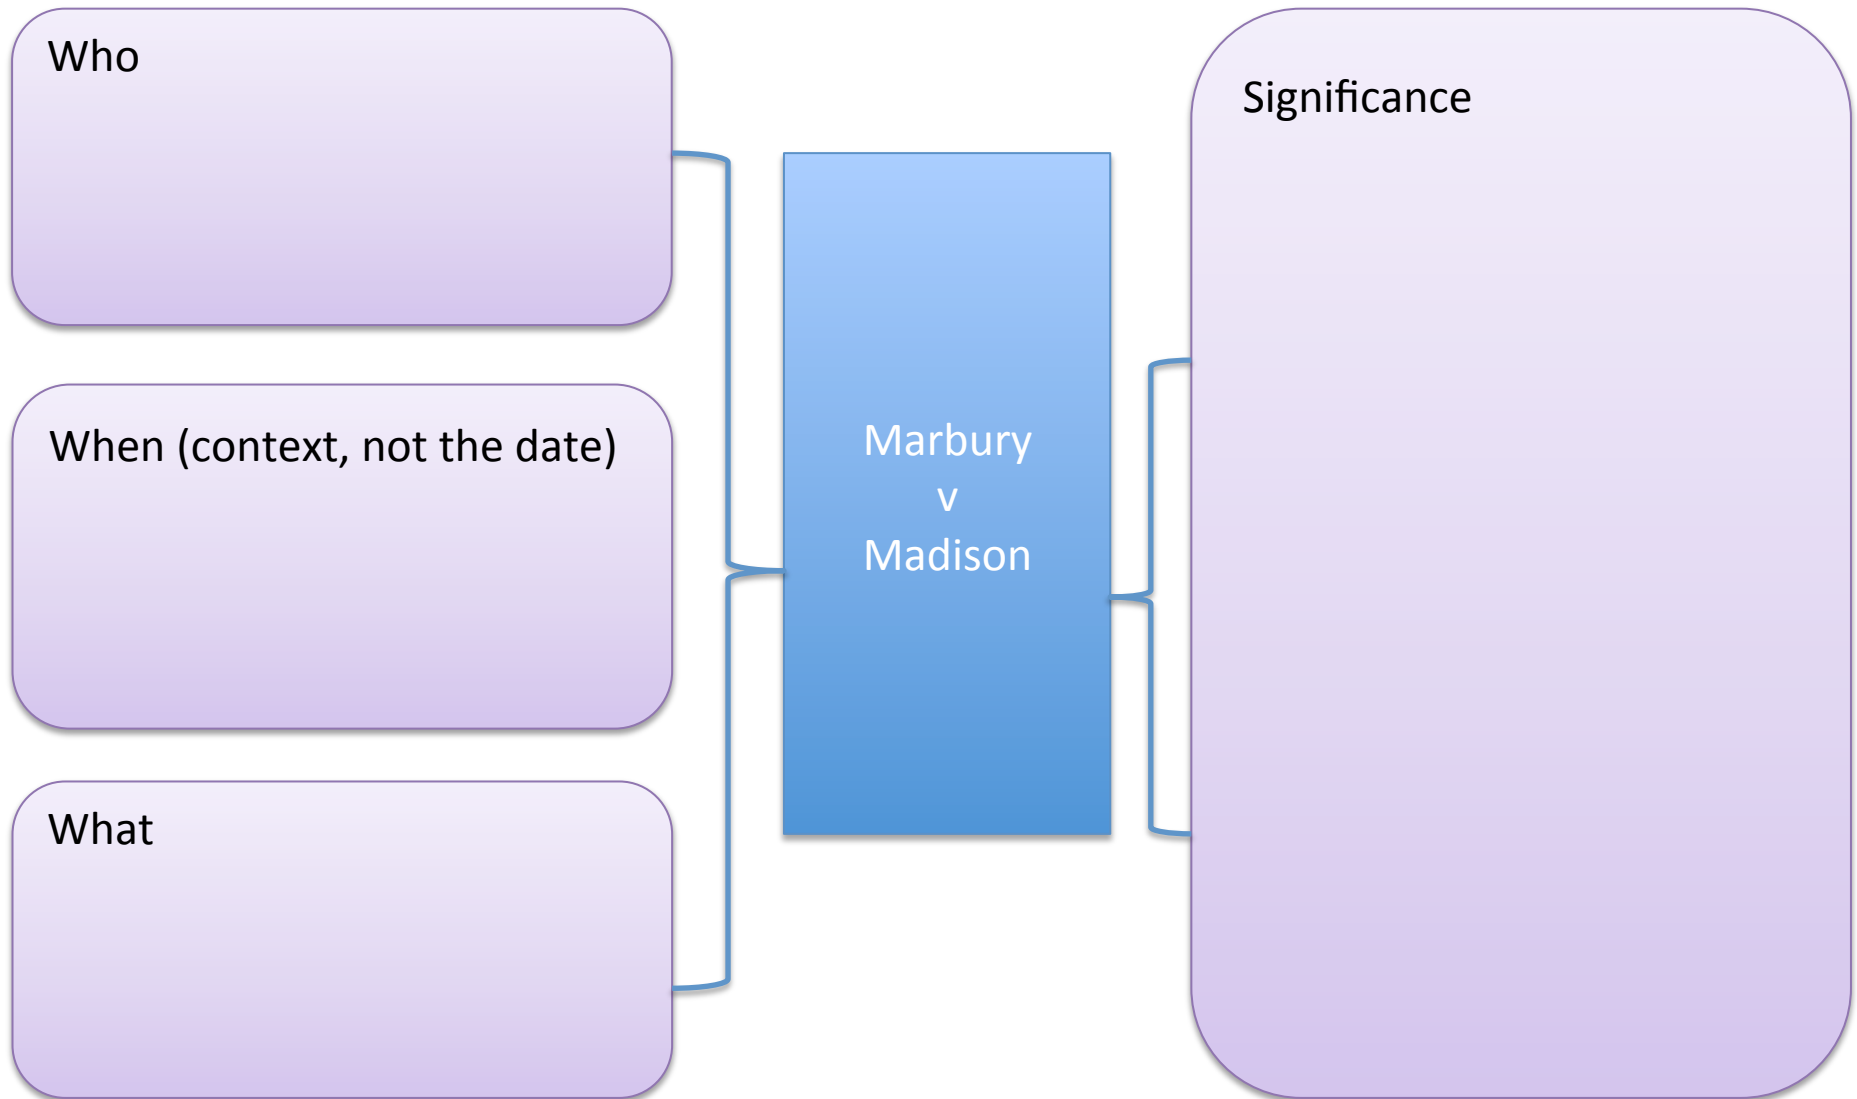 Who
When (context, not the date)
What
Marbury
v
Madison
Significance